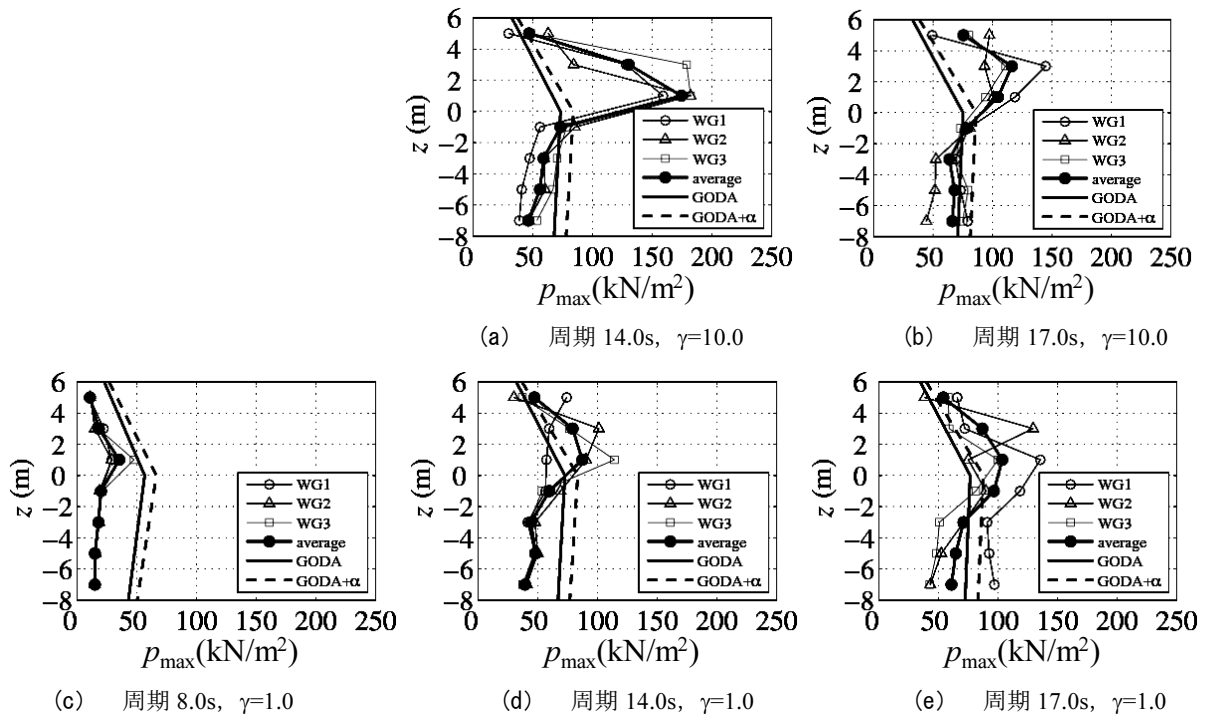 6
4
2
0
−2
−4
−6
−8
z (m)
WG1
WG2
WG3
average
GODA
GODA+α
0 50 100 150 200 250
pmax(kN/m²)
(a) 周期 14.0s, γ=10.0
6
4
2
0
−2
−4
−6
−8
z (m)
WG1
WG2
WG3
average
GODA
GODA+α
0 50 100 150 200 250
pmax(kN/m²)
(b) 周期 17.0s, γ=10.0
6
4
2
0
−2
−4
−6
−8
z (m)
WG1
WG2
WG3
average
GODA
GODA+α
0 50 100 150 200 250
pmax(kN/m²)
(c) 周期 8.0s, γ=1.0
6
4
2
0
−2
−4
−6
−8
z (m)
WG1
WG2
WG3
average
GODA
GODA+α
0 50 100 150 200 250
pmax(kN/m²)
(d) 周期 14.0s, γ=1.0
6
4
2
0
−2
−4
−6
−8
z (m)
WG1
WG2
WG3
average
GODA
GODA+α
0 50 100 150 200 250
pmax(kN/m²)
(e) 周期 17.0s, γ=1.0